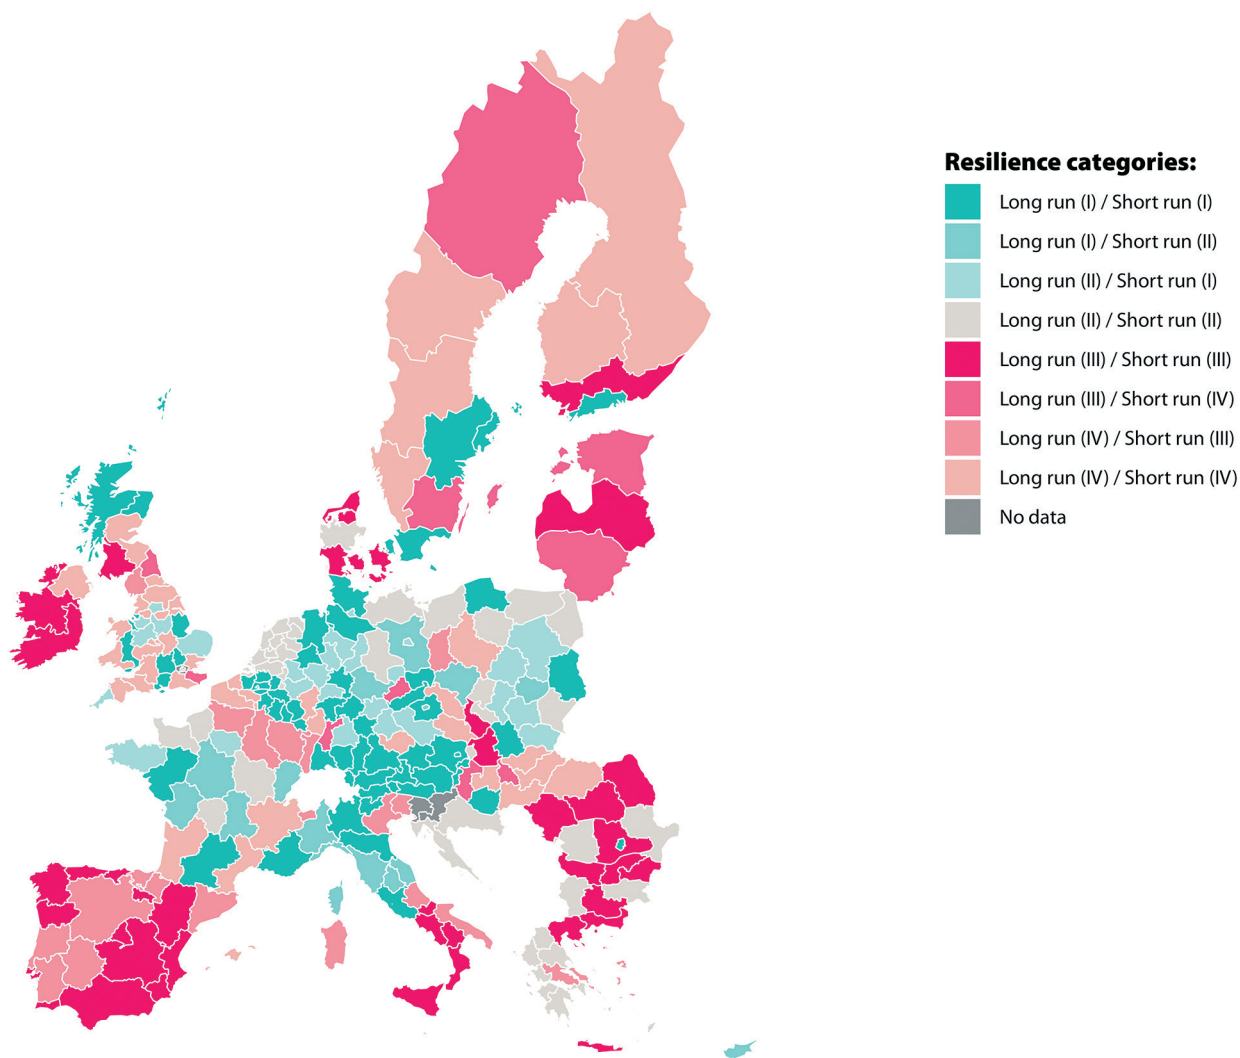 Resilience categories:
Long run (I) / Short run (I)
Long run (I) / Short run (II)
Long run (II) / Short run (I)
Long run (II) / Short run (II)
Long run (III) / Short run (III)
Long run (III) / Short run (IV)
Long run (IV) / Short run (III)
Long run (IV) / Short run (IV)
No data